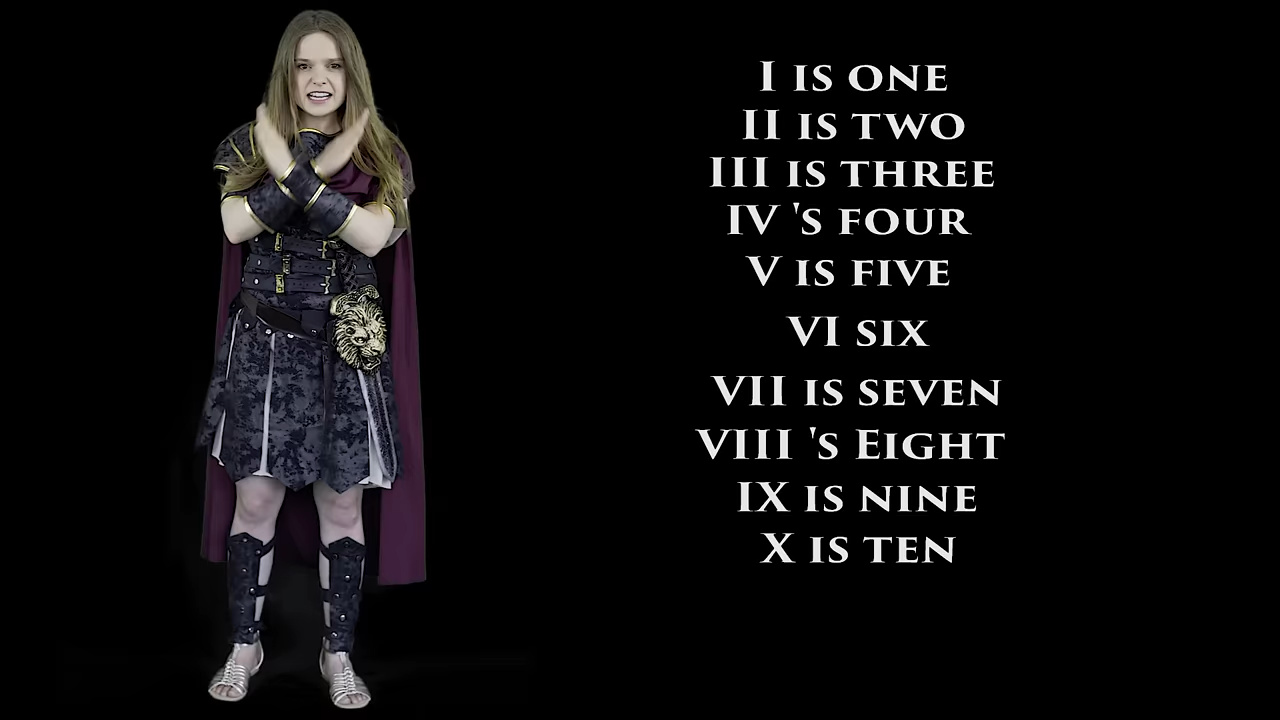 I IS ONE
II IS TWO
III IS THREE
IV 'S FOUR
V IS FIVE
VI SIX
VII IS SEVEN
VIII 'S EIGHT
IX IS NINE
X IS TEN